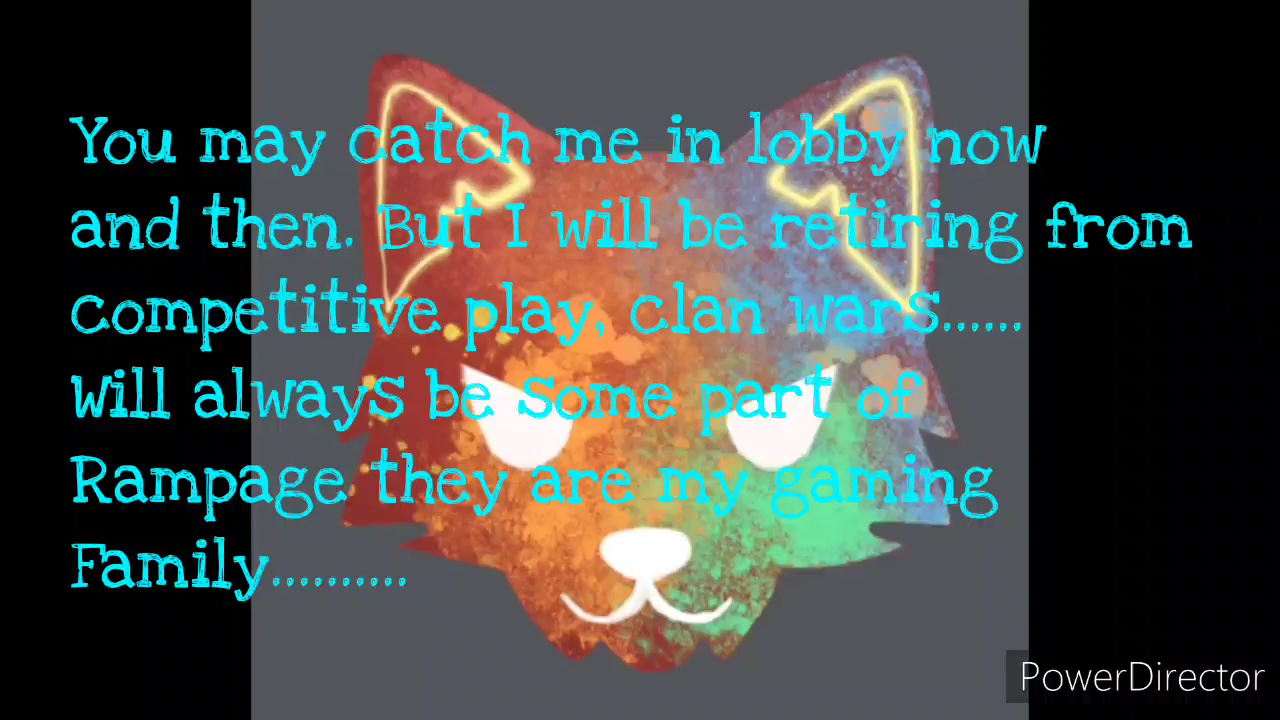 You may catch me in lobby now
and then. But I will be retiring from
competitive play, clan wars......
Will always be some part of
Rampage they are my gaming
Family..........
PowerDirector